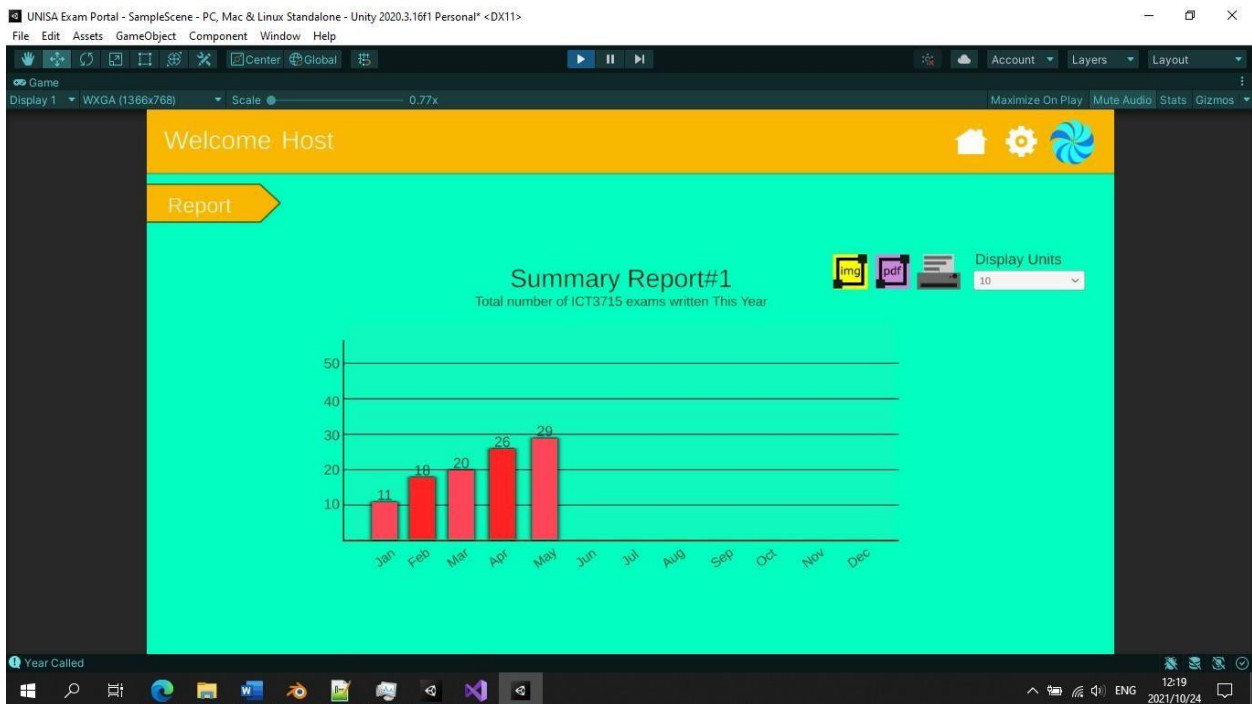 UNISA Exam Portal - SampleScene - PC, Mac & Linux Standalone - Unity 2020.3.16f1 Personal* <DX11>
File Edit Assets GameObject Component Window Help
Center Global Account Layers Layout
Game
Display 1 WXGA (1366x768) Scale 0.77x Maximize On Play Mute Audio Stats Gizmos
Welcome Host
Report
img pdf Display Units
10
Summary Report#1
Total number of ICT3715 exams written This Year
50
40
30
20
10
11 18 20 26 29
Jan Feb Mar Apr May Jun Jul Aug Sep Oct Nov Dec
Year Called
W
ENG
12:19
2021/10/24